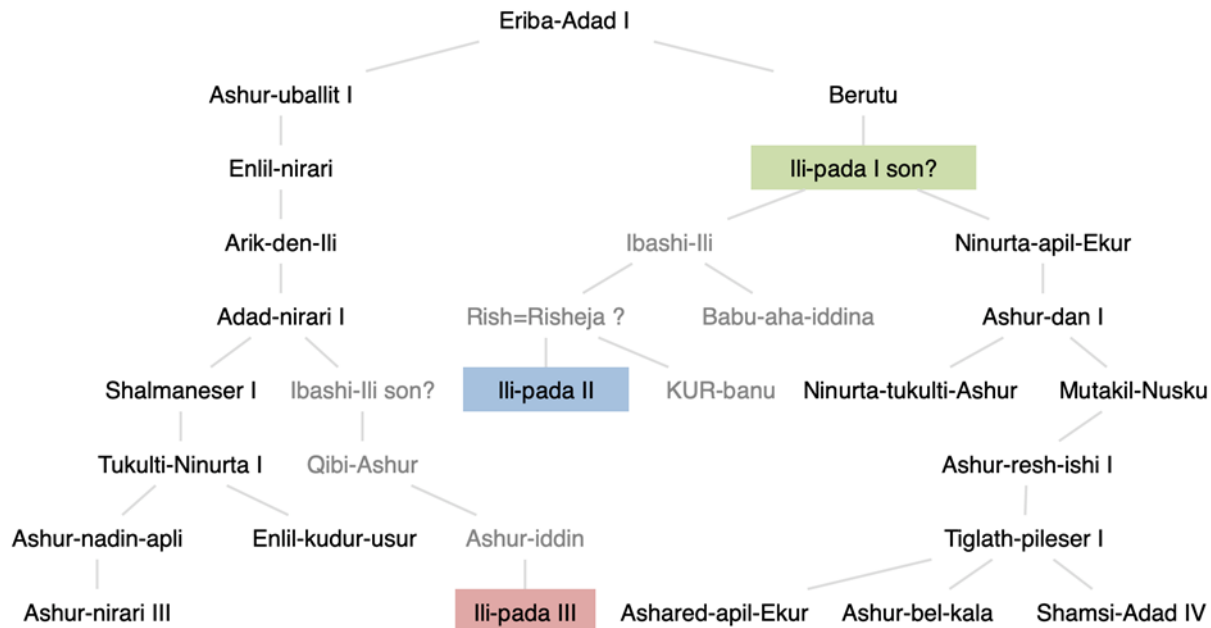 Eriba-Adad I
Ashur-uballit I
Berutu
Enlil-nirari
Ili-pada I son?
Arik-den-Ili
Ibashi-Ili
Ninurta-apil-Ekur
Adad-nirari I
Rish=Risheja ?
Babu-aha-iddina
Ashur-dan I
Shalmaneser I
Ibashi-Ili son?
Ili-pada II
KUR-banu
Ninurta-tukulti-Ashur
Mutakil-Nusku
Tukulti-Ninurta I
Qibi-Ashur
Ashur-resh-ishi I
Ashur-nadin-apli
Enlil-kudur-usur
Ashur-iddin
Tiglath-pileser I
Ashur-nirari III
Ili-pada III
Ashared-apil-Ekur
Ashur-bel-kala
Shamsi-Adad IV